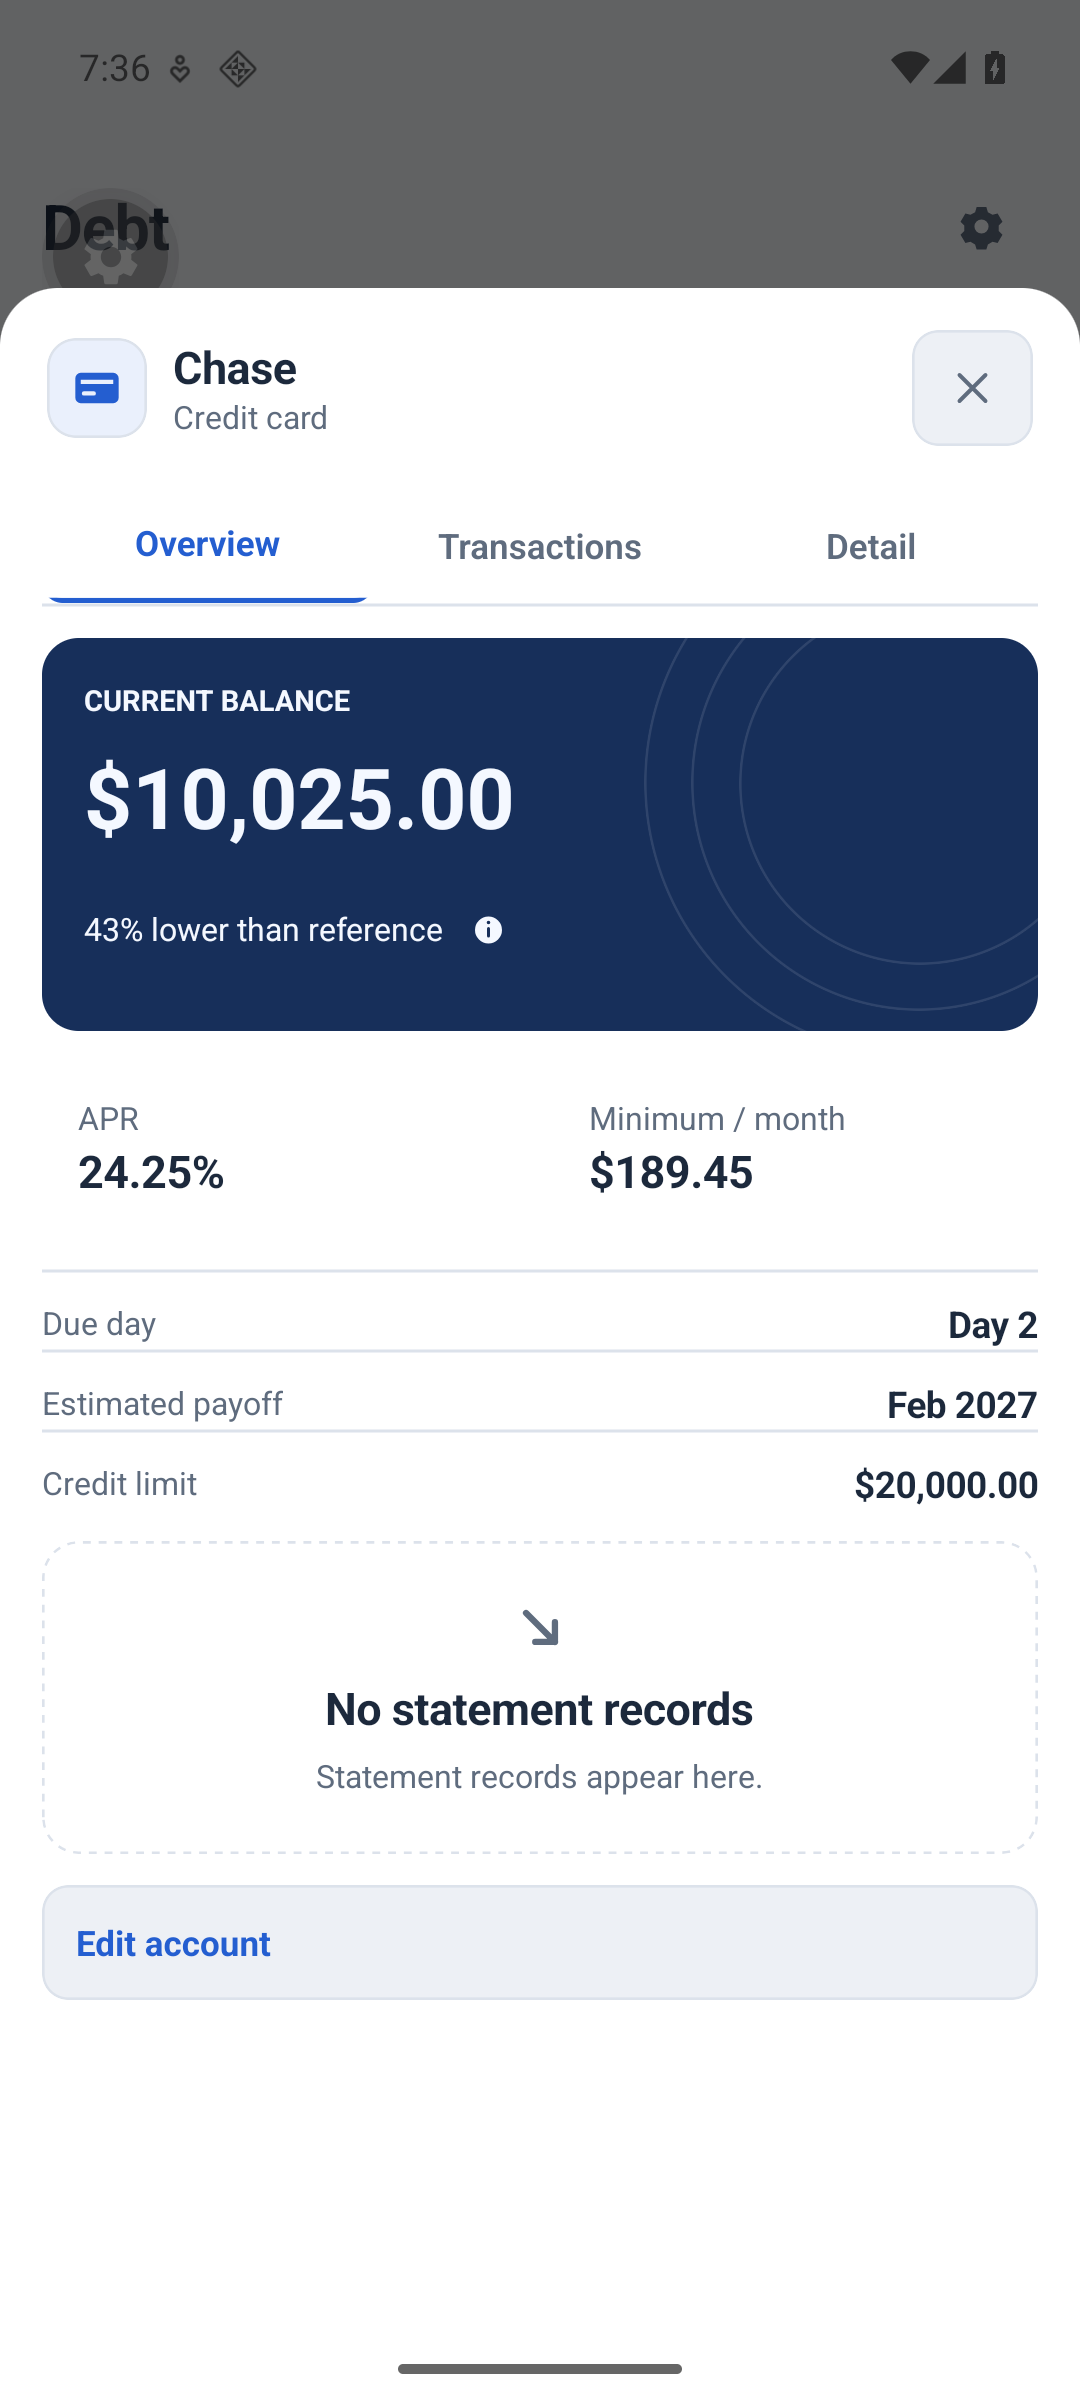 7:36
Debt
Chase
Credit card
Overview
Transactions
Detail
CURRENT BALANCE
$10,025.00
43% lower than reference
APR
24.25%
Minimum / month
$189.45
Due day
Day 2
Estimated payoff
Feb 2027
Credit limit
$20,000.00
No statement records
Statement records appear here.
Edit account